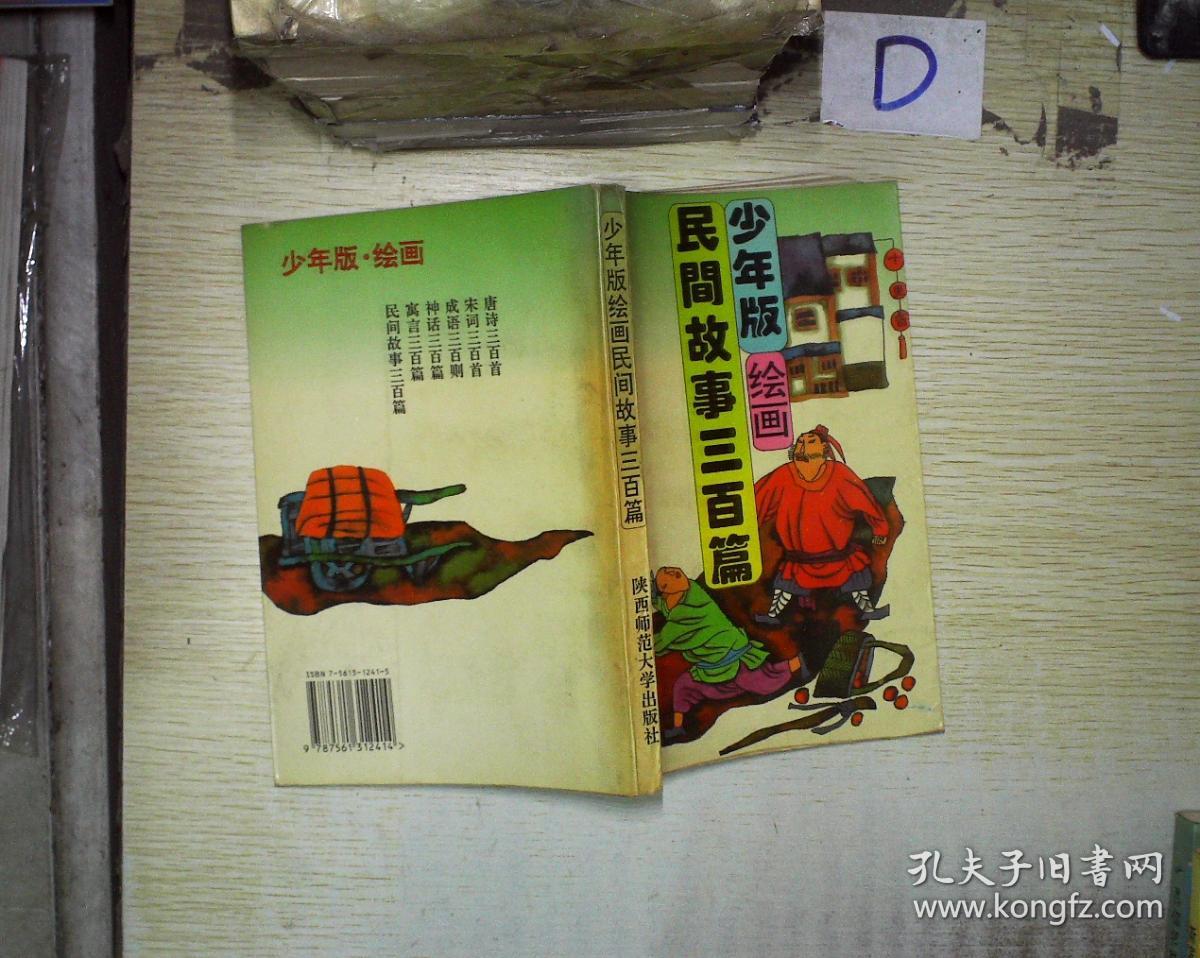 D
少年版·绘画
唐诗三百首
宋词三百首
成语三百则
神话三百篇
寓言三百篇
民间故事三百篇
ISBN 7-5613-1241-5
9 787561 312414 >
少年版绘画民间故事三百篇
陕西师范大学出版社
少年版
绘画
民間故事三百篇
孔夫子旧书网
www.kongfz.com